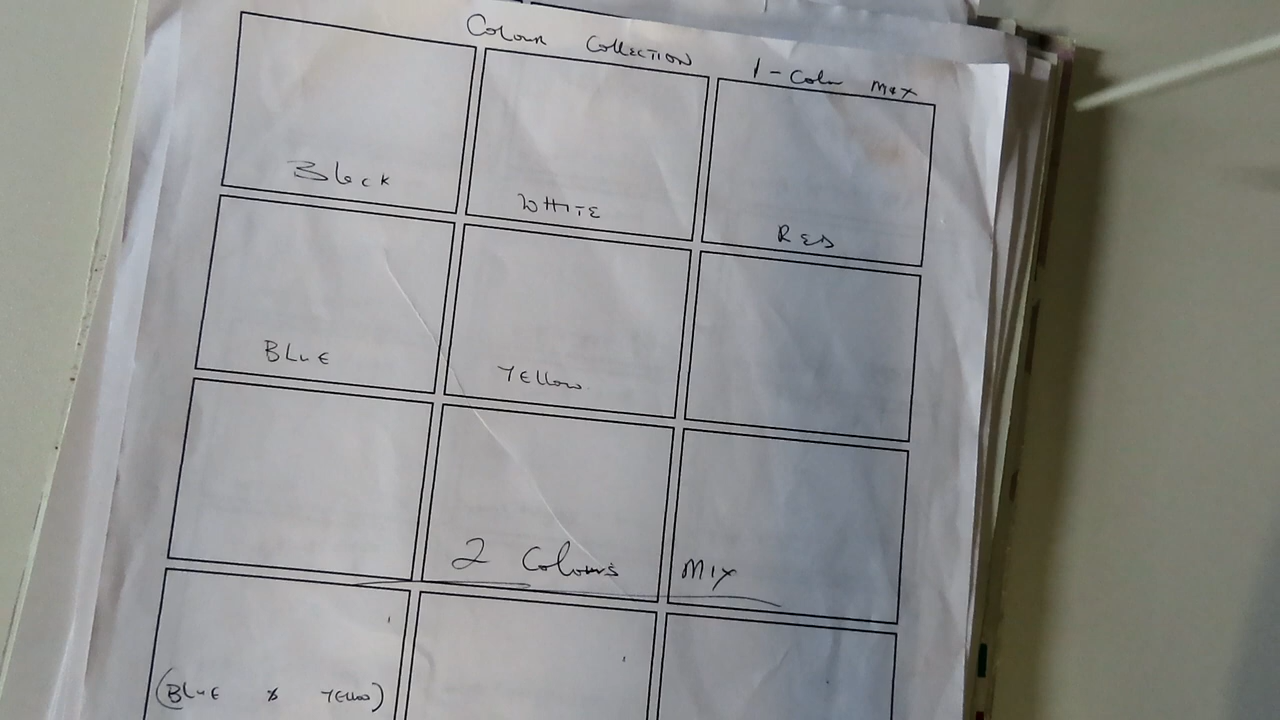 Colour Collection 1-Colour Mix
Black
WHITE
RED
BLUE
Yellow
2 Colours Mix
(BLUE & Yellow)